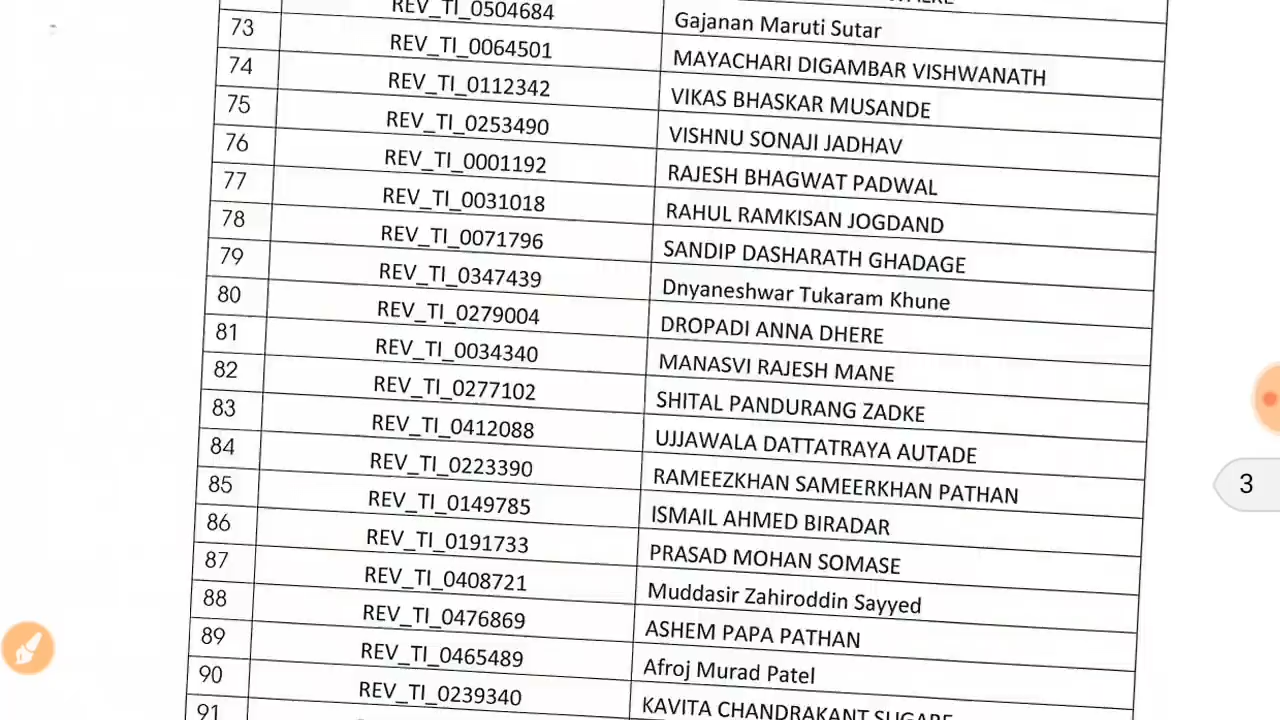 REV_TI_0504684 Gajanan Maruti Sutar
73 REV_TI_0064501 MAYACHARI DIGAMBAR VISHWANATH
74 REV_TI_0112342 VIKAS BHASKAR MUSANDE
75 REV_TI_0253490 VISHNU SONAJI JADHAV
76 REV_TI_0001192 RAJESH BHAGWAT PADWAL
77 REV_TI_0031018 RAHUL RAMKISAN JOGDAND
78 REV_TI_0071796 SANDIP DASHARATH GHADAGE
79 REV_TI_0347439 Dnyaneshwar Tukaram Khune
80 REV_TI_0279004 DROPADI ANNA DHERE
81 REV_TI_0034340 MANASVI RAJESH MANE
82 REV_TI_0277102 SHITAL PANDURANG ZADKE
83 REV_TI_0412088 UJJAWALA DATTATRAYA AUTADE
84 REV_TI_0223390 RAMEEZKHAN SAMEERKHAN PATHAN
85 REV_TI_0149785 ISMAIL AHMED BIRADAR
86 REV_TI_0191733 PRASAD MOHAN SOMASE
87 REV_TI_0408721 Muddasir Zahiroddin Sayyed
88 REV_TI_0476869 ASHEM PAPA PATHAN
89 REV_TI_0465489 Afroj Murad Patel
90 REV_TI_0239340 KAVITA CHANDRAKANT SUGARE
91
3